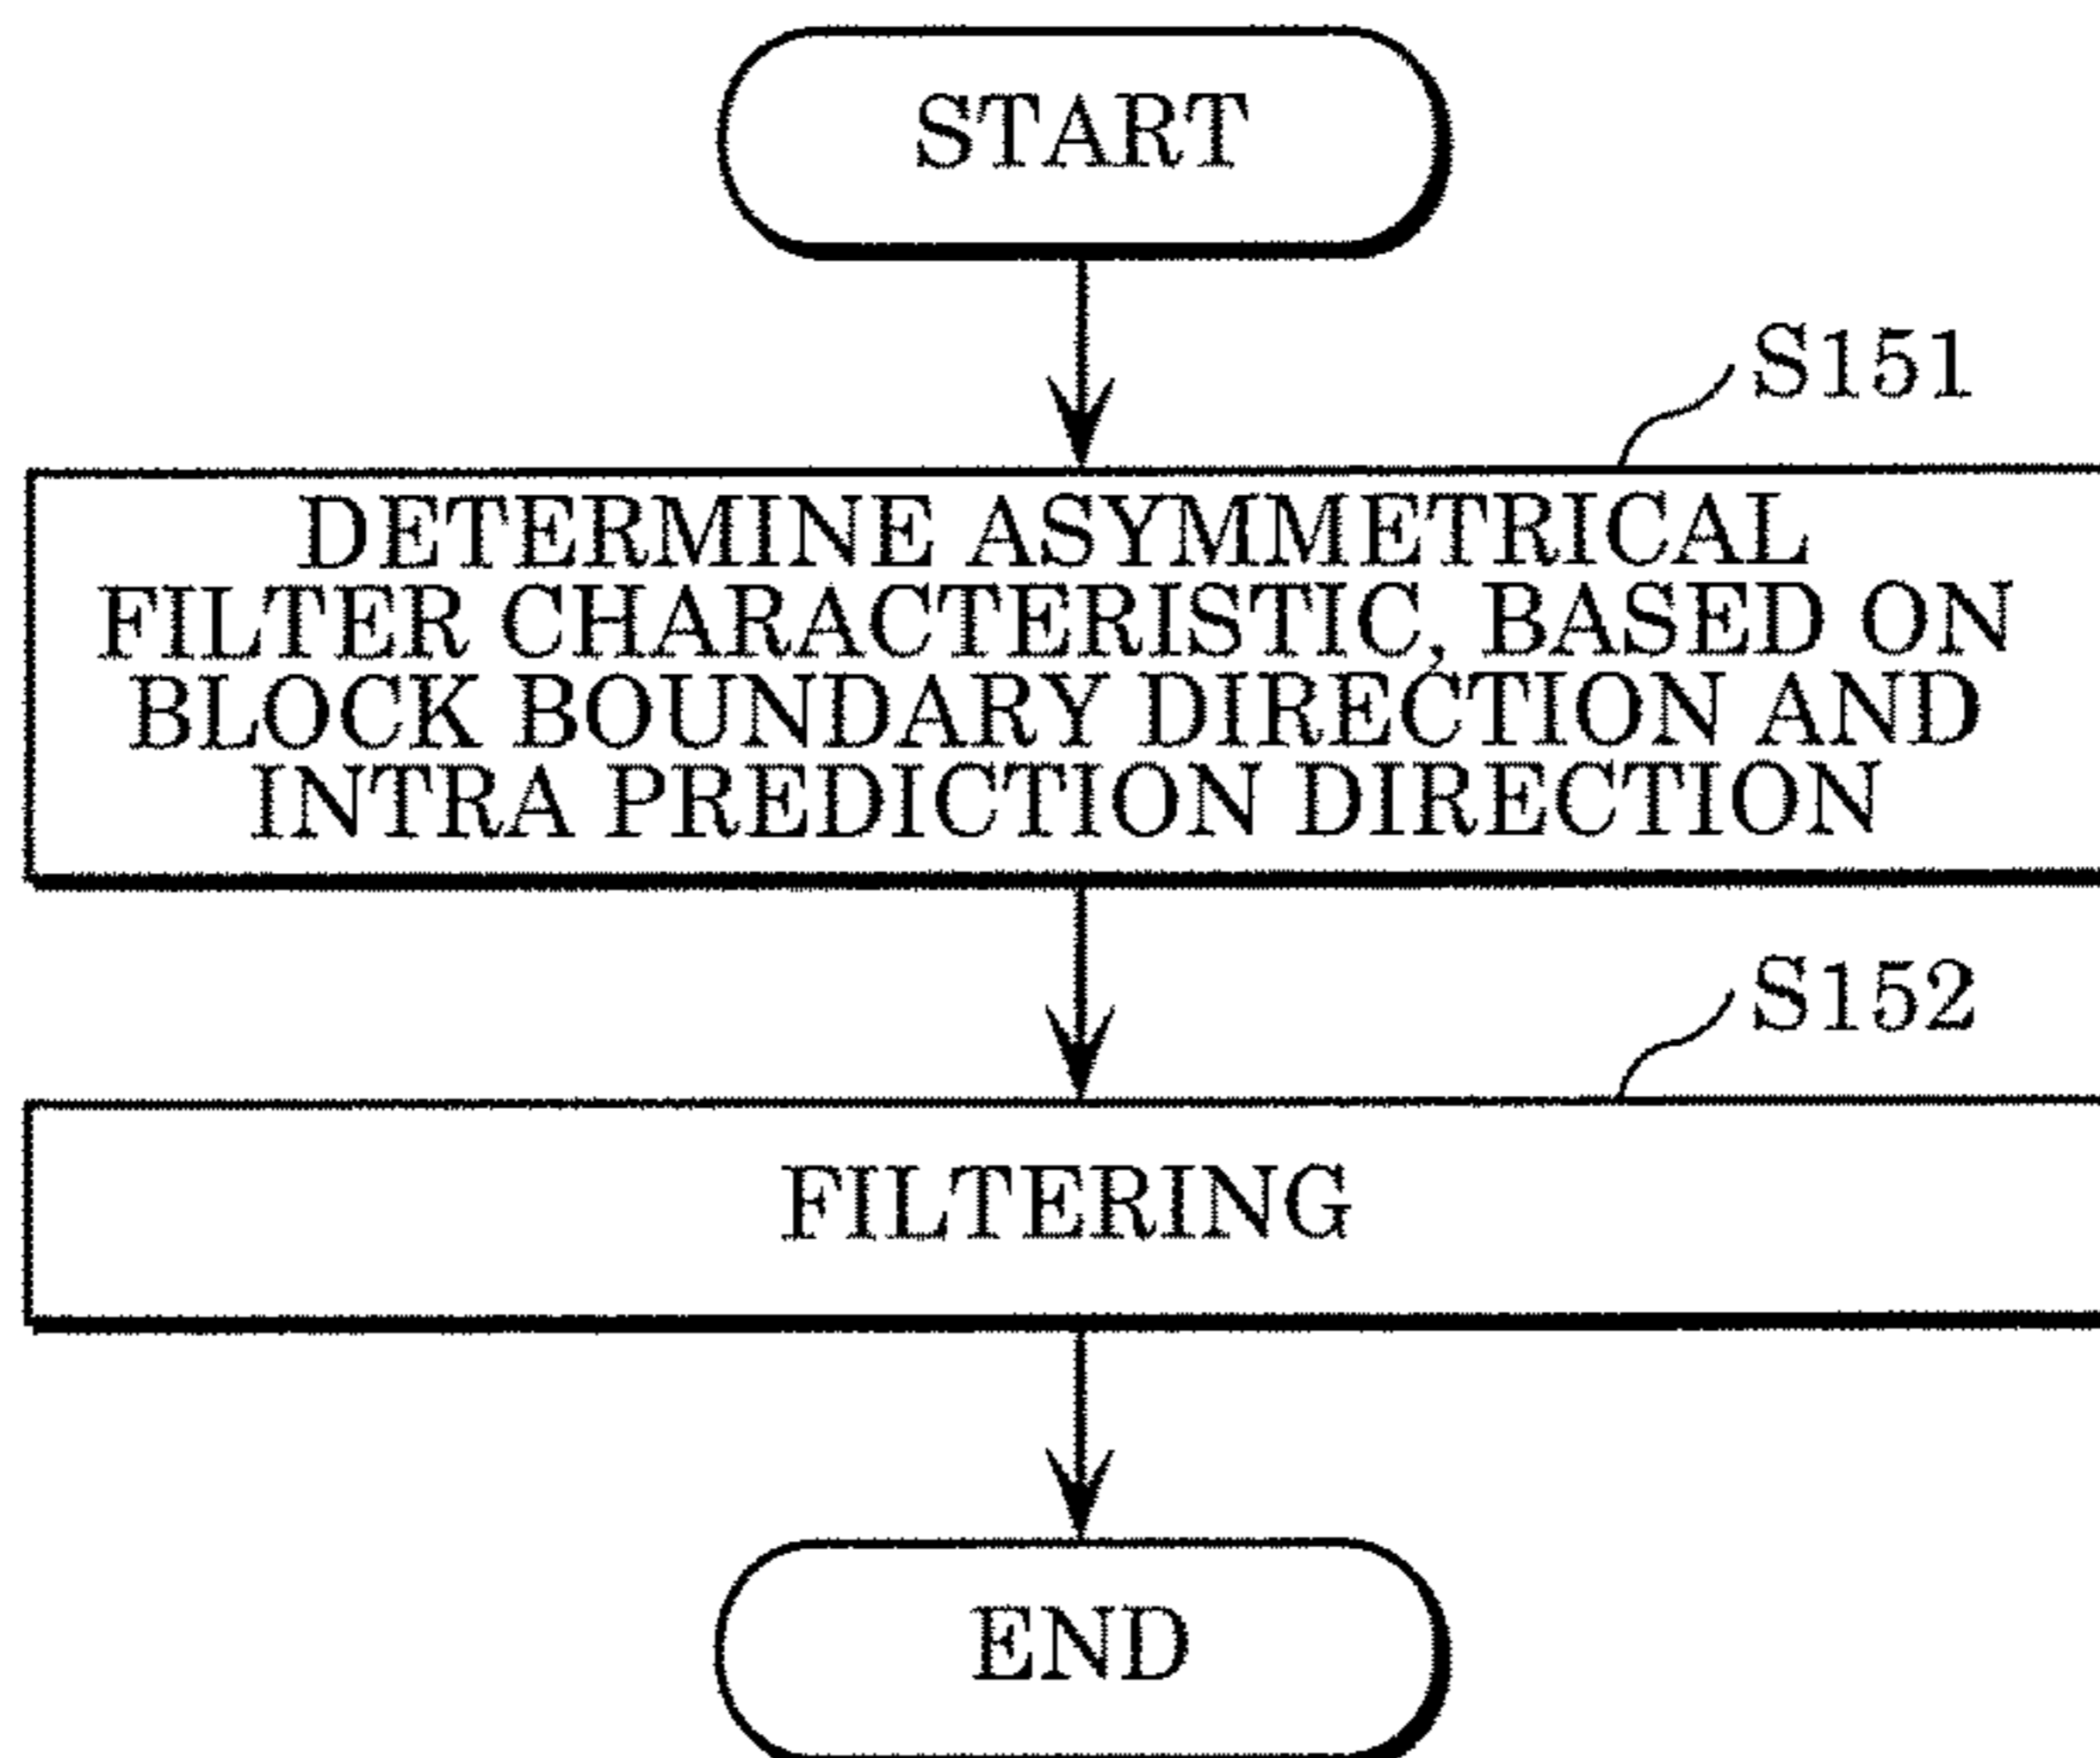 START
S151
DETERMINE ASYMMETRICAL
FILTER CHARACTERISTIC, BASED ON
BLOCK BOUNDARY DIRECTION AND
INTRA PREDICTION DIRECTION
S152
FILTERING
END